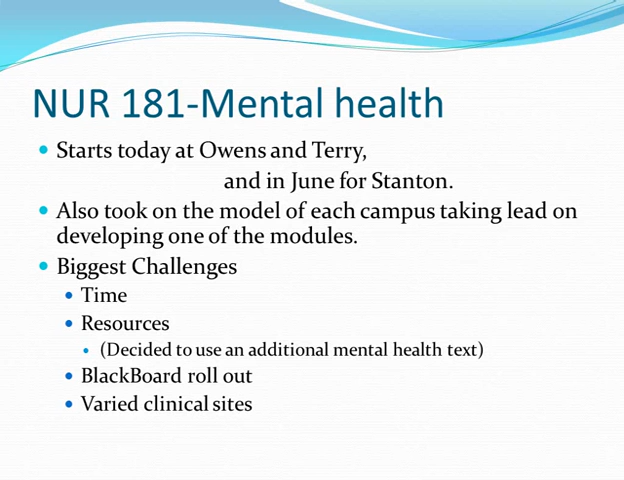 NUR 181-Mental health
Starts today at Owens and Terry,
and in June for Stanton.
Also took on the model of each campus taking lead on
developing one of the modules.
Biggest Challenges
Time
Resources
(Decided to use an additional mental health text)
BlackBoard roll out
Varied clinical sites